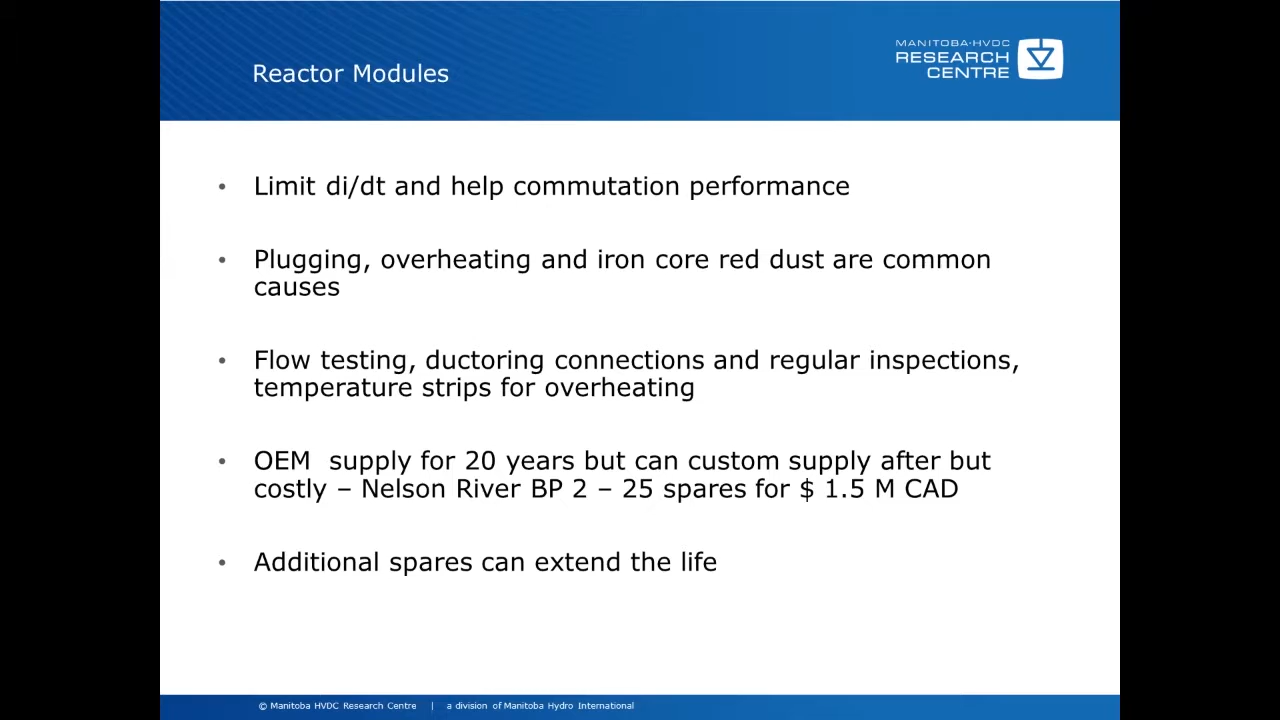 Reactor Modules
MANITOBA·HVDC
RESEARCH
CENTRE
• Limit di/dt and help commutation performance
• Plugging, overheating and iron core red dust are common
causes
• Flow testing, ductoring connections and regular inspections,
temperature strips for overheating
• OEM  supply for 20 years but can custom supply after but
costly – Nelson River BP 2 – 25 spares for $ 1.5 M CAD
• Additional spares can extend the life
© Manitoba HVDC Research Centre | a division of Manitoba Hydro International